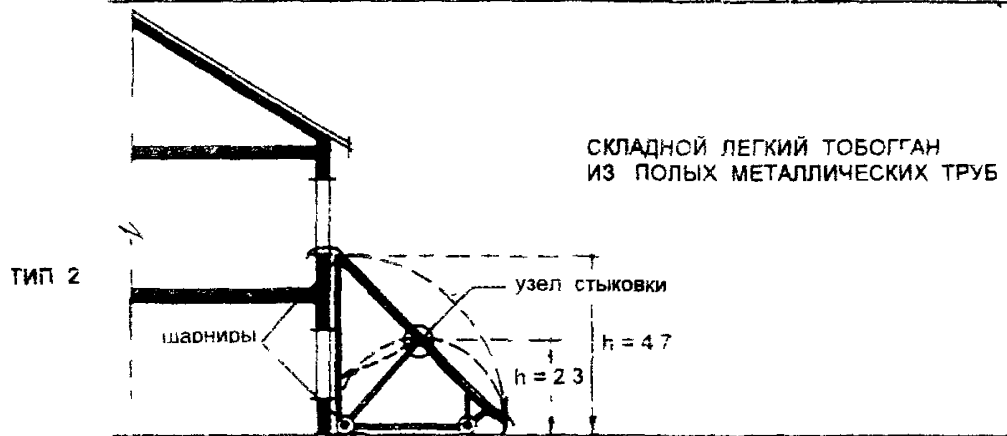 СКЛАДНОЙ ЛЕГКИЙ ТОБОГГАН
ИЗ ПОЛЫХ МЕТАЛЛИЧЕСКИХ ТРУБ
ТИП 2
узел стыковки
шарниры
h = 4 7
h = 2 3